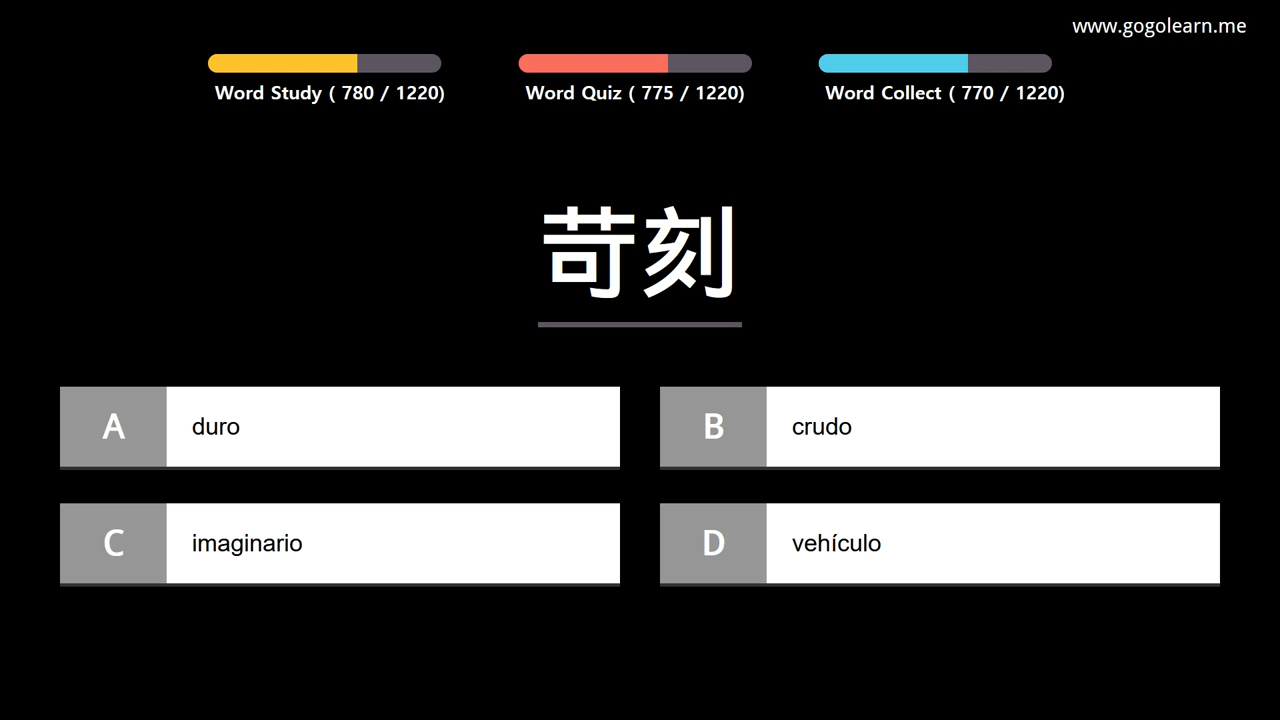 www.gogolearn.me
Word Study ( 780 / 1220)
Word Quiz ( 775 / 1220)
Word Collect ( 770 / 1220)
苛刻
A duro
B crudo
C imaginario
D vehículo